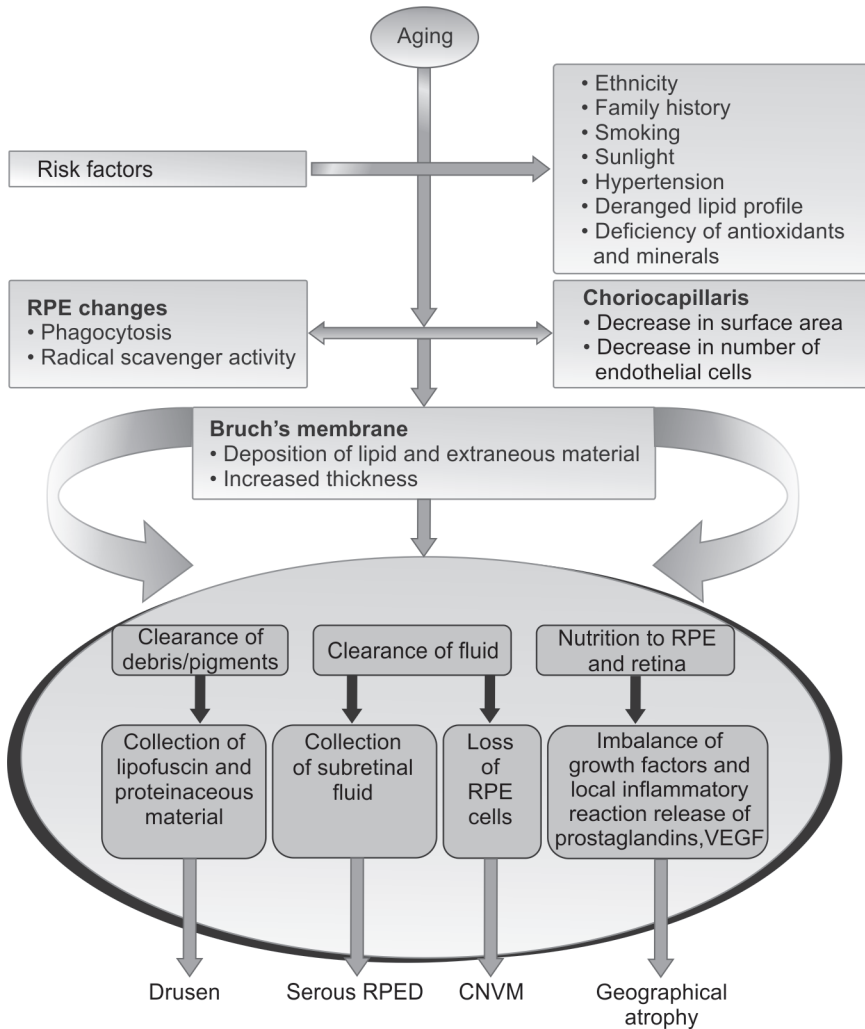 Aging
Risk factors
• Ethnicity
• Family history
• Smoking
• Sunlight
• Hypertension
• Deranged lipid profile
• Deficiency of antioxidants
and minerals
RPE changes
• Phagocytosis
• Radical scavenger activity
Choriocapillaris
• Decrease in surface area
• Decrease in number of
endothelial cells
Bruch's membrane
• Deposition of lipid and extraneous material
• Increased thickness
Clearance of
debris/pigments
Clearance of fluid
Nutrition to RPE
and retina
Collection of
lipofuscin and
proteinaceous
material
Collection
of subretinal
fluid
Loss
of
RPE
cells
Imbalance of
growth factors and
local inflammatory
reaction release of
prostaglandins,VEGF
Drusen
Serous RPED
CNVM
Geographical
atrophy